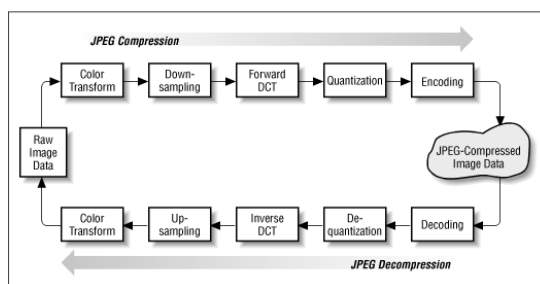 JPEG Compression
Color
Transform
Down-
sampling
Forward
DCT
Quantization
Encoding
Raw
Image
Data
JPEG-Compressed
Image Data
Color
Transform
Up-
sampling
Inverse
DCT
De-
quantization
Decoding
JPEG Decompression